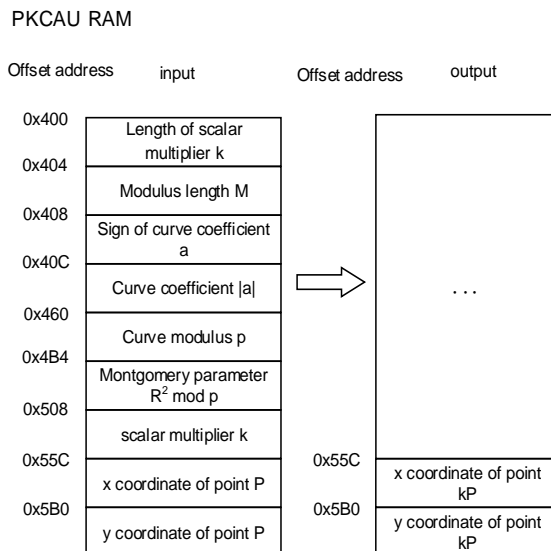 PKCAU RAM
Offset address input Offset address output
0x400
Length of scalar
multiplier k
0x404
Modulus length M
0x408
Sign of curve coefficient
a
0x40C
Curve coefficient |a|
...
0x460
Curve modulus p
0x4B4
Montgomery parameter
R² mod p
0x508
scalar multiplier k
0x55C 0x55C
x coordinate of point P
x coordinate of point
kP
0x5B0 0x5B0
y coordinate of point P
y coordinate of point
kP